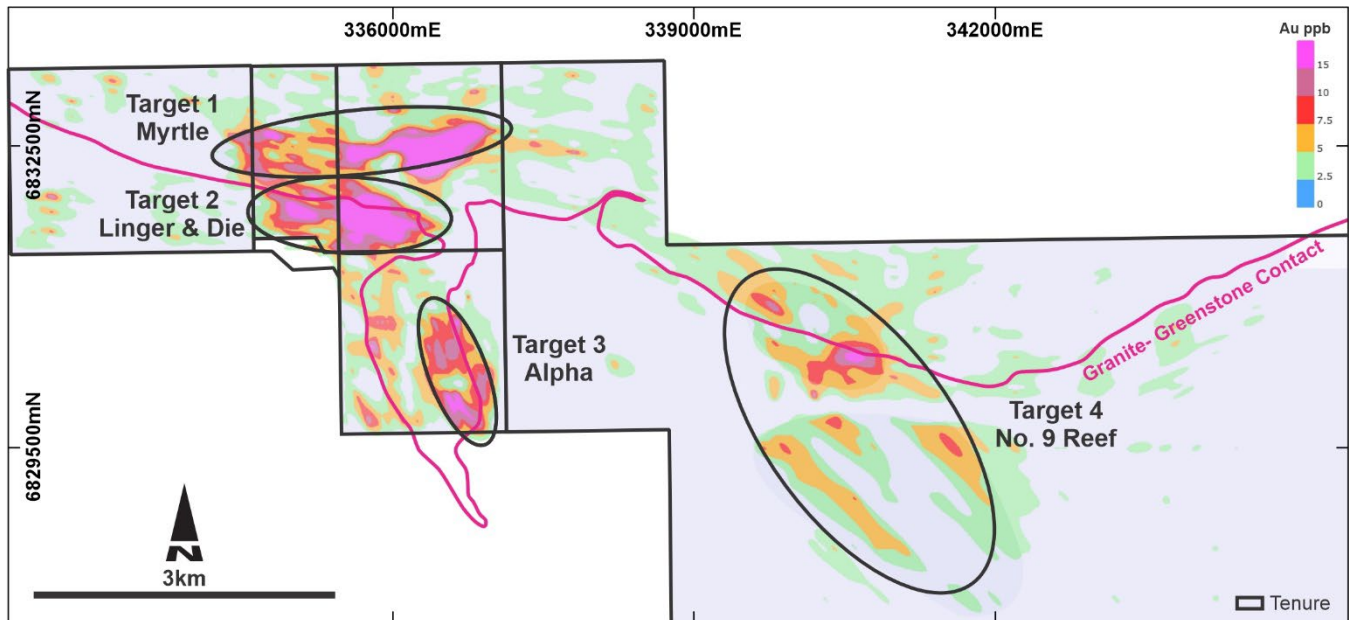 336000mE
339000mE
342000mE
Au ppb
15
10
7.5
5
2.5
0
6832500mN
6829500mN
Target 1
Myrtle
Target 2
Linger & Die
Target 3
Alpha
Target 4
No. 9 Reef
Granite- Greenstone Contact
N
3km
Tenure